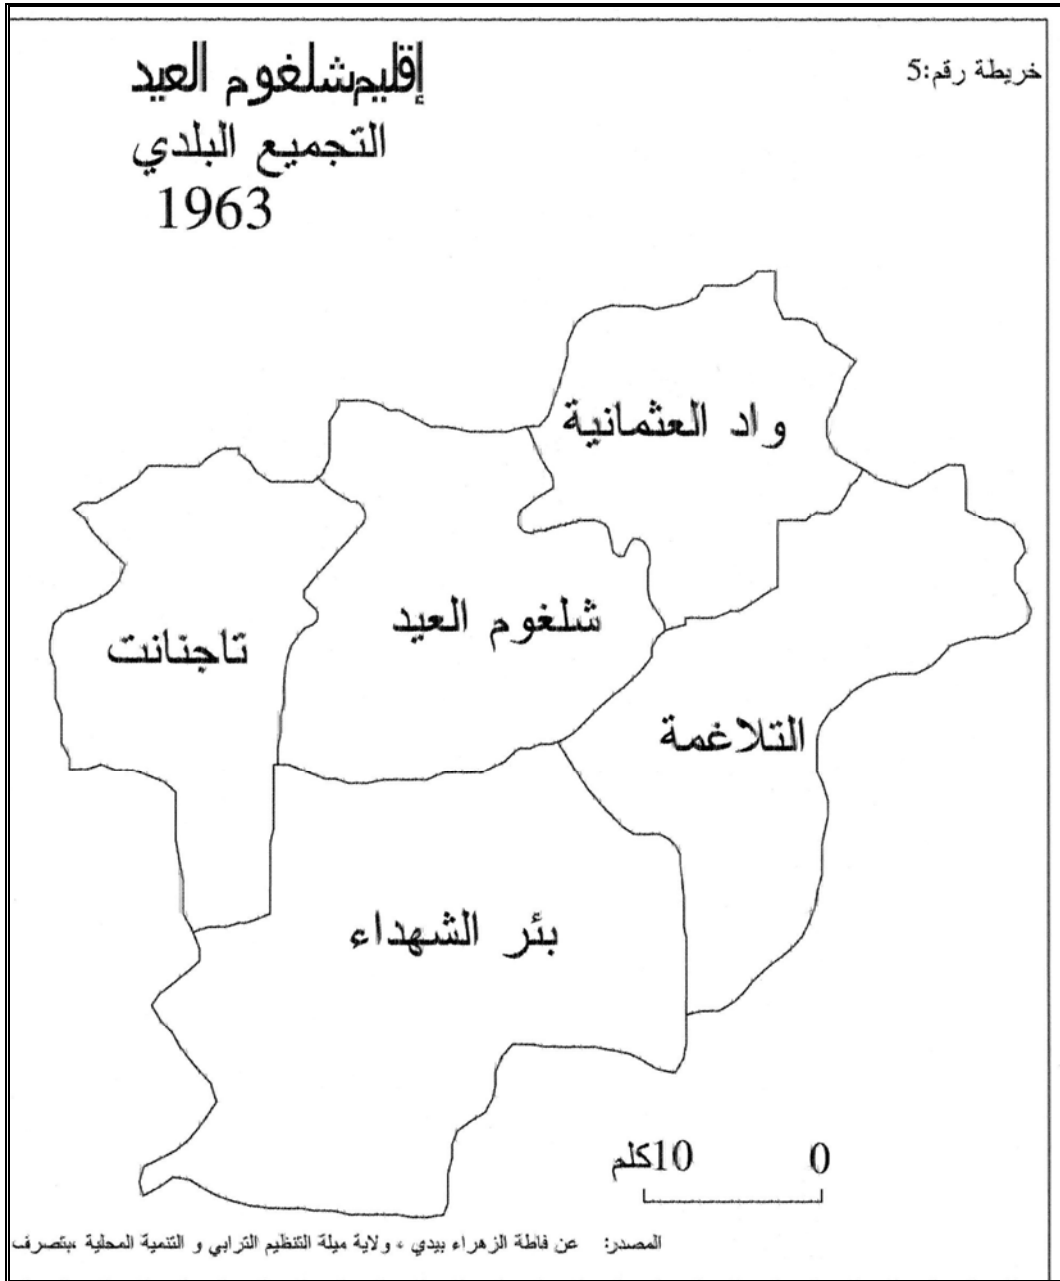 خريطة رقم:5
إقليم شلغوم العيد
التجميع البلدي
1963
واد العثمانية
شلغوم العيد
تاجنانت
التلاغمة
بئر الشهداء
0 10كلم
المصدر: عن فاطة الزهراء بيدي ، ولاية ميلة التنظيم الترابي و التنمية المحلية ،بتصرف